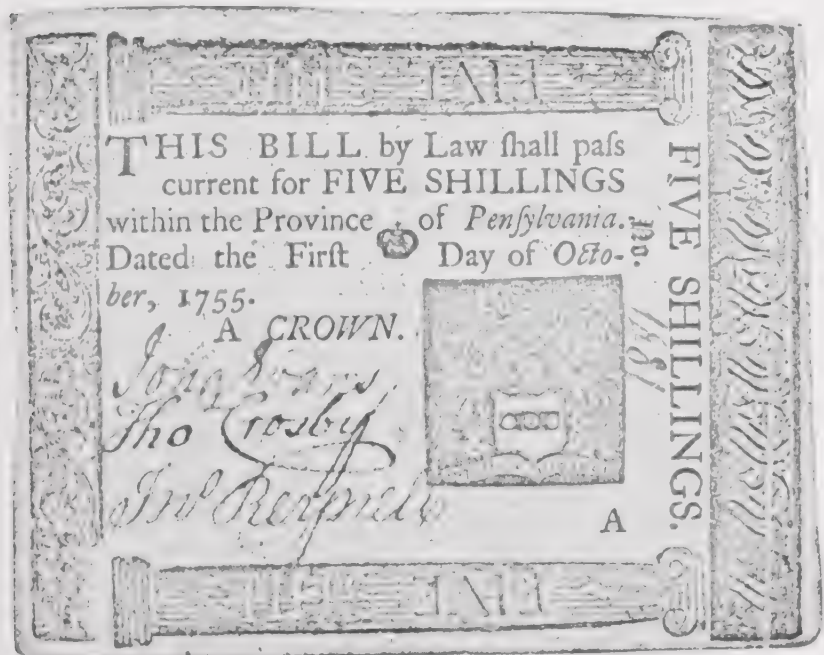 THIS BILL by Law ſhall paſs
current for FIVE SHILLINGS
within the Province of Penſylvania.
Dated the Firſt Day of Octo-
ber, 1755.
A CROWN.
Tho Crosby
A
No.
FIVE SHILLINGS.